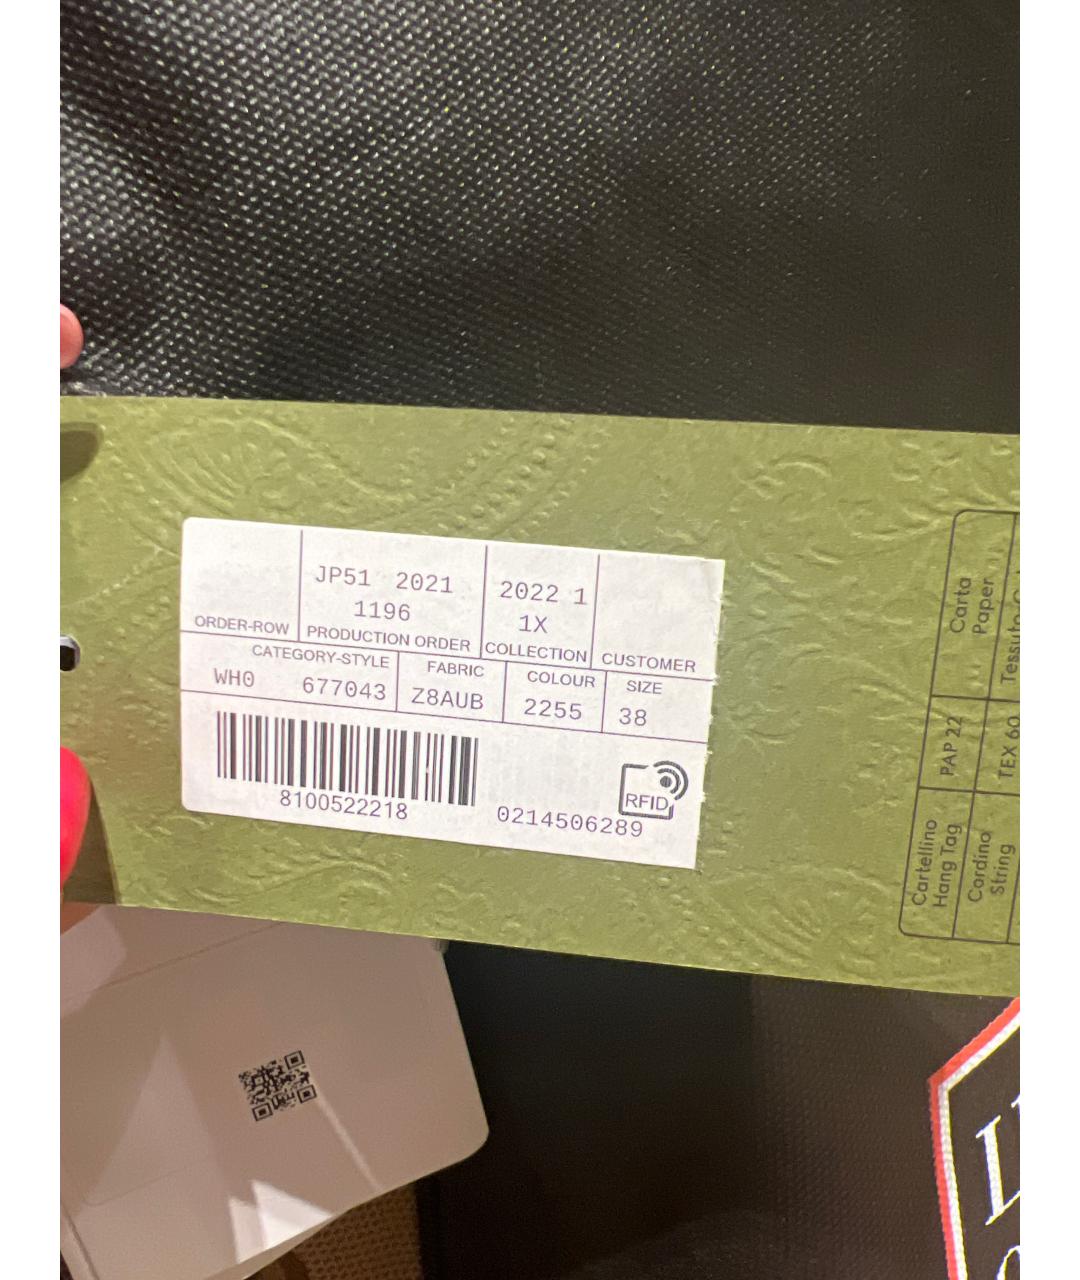 JP51 2021
1196
ORDER-ROW
PRODUCTION ORDER
2022 1
1X
COLLECTION
CUSTOMER
CATEGORY-STYLE
WH0 677043
FABRIC
Z8AUB
COLOUR
2255
SIZE
38
8100522218
0214506289
RFID
Cartellino
Hang Tag
PAP 22
Carta
Paper
Cordino
String
TEX 60